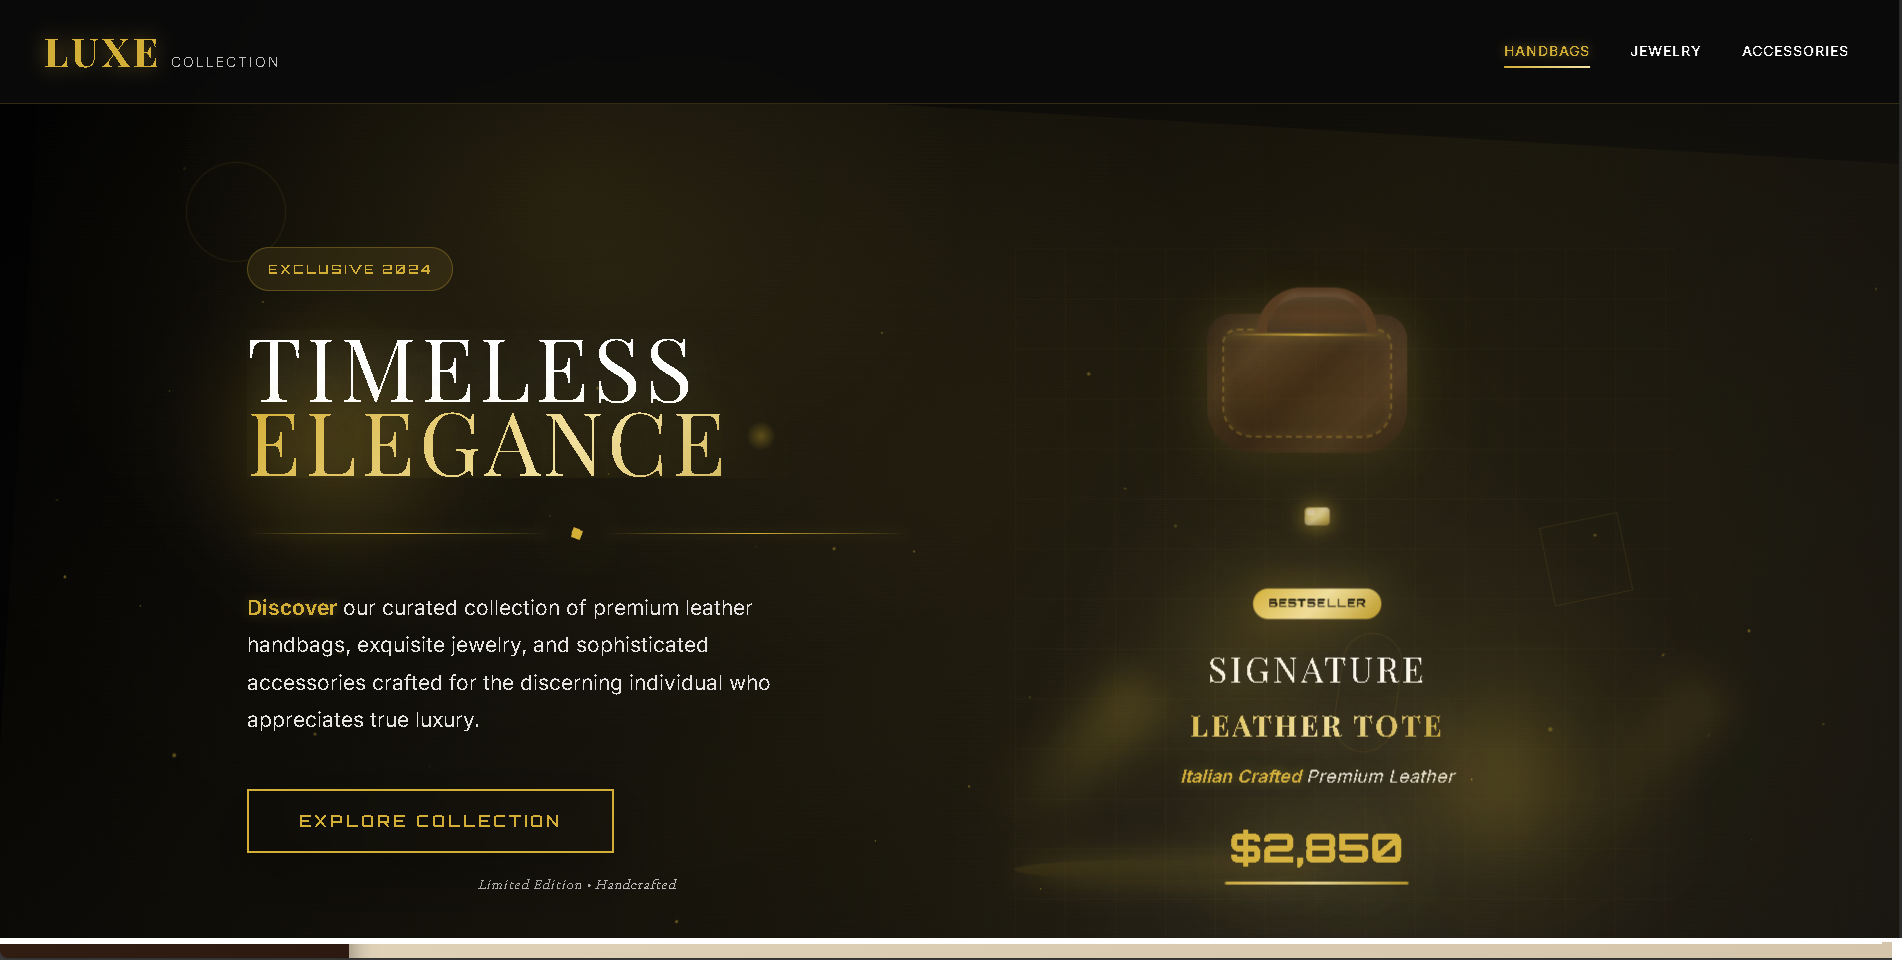 LUXE COLLECTION
HANDBAGS JEWELRY ACCESSORIES
EXCLUSIVE 2024
TIMELESS
ELEGANCE
Discover our curated collection of premium leather
handbags, exquisite jewelry, and sophisticated
accessories crafted for the discerning individual who
appreciates true luxury.
EXPLORE COLLECTION
Limited Edition • Handcrafted
BESTSELLER
SIGNATURE
LEATHER TOTE
Italian Crafted Premium Leather
$2,850